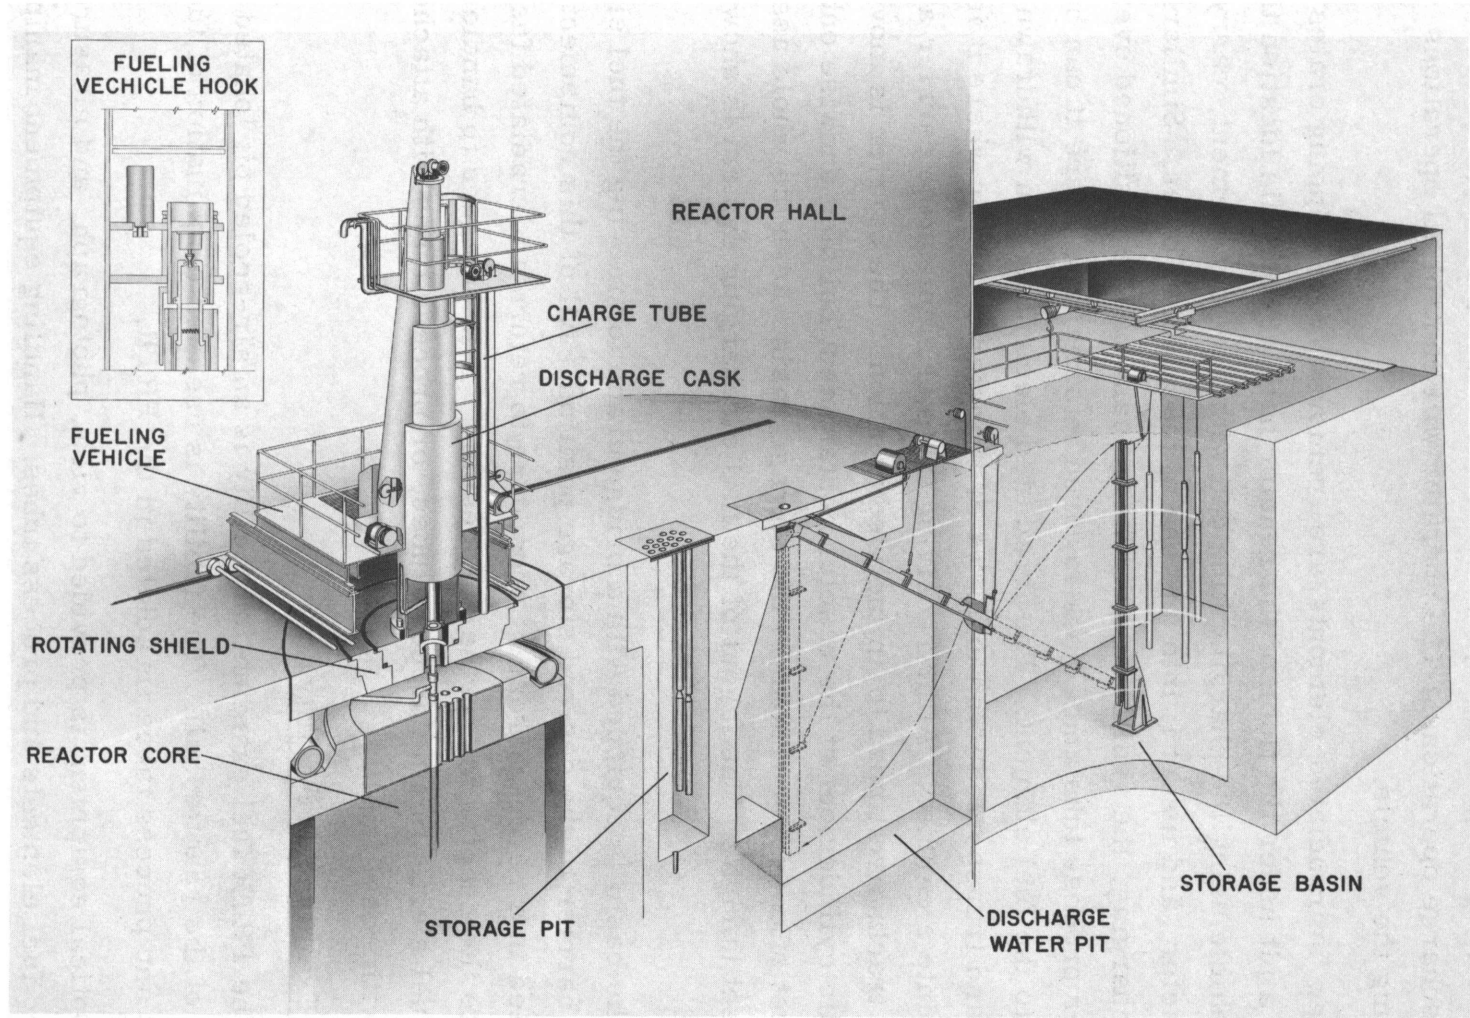 FUELING
VECHICLE HOOK
REACTOR HALL
CHARGE TUBE
DISCHARGE CASK
FUELING
VEHICLE
ROTATING SHIELD
REACTOR CORE
STORAGE PIT
STORAGE BASIN
DISCHARGE
WATER PIT